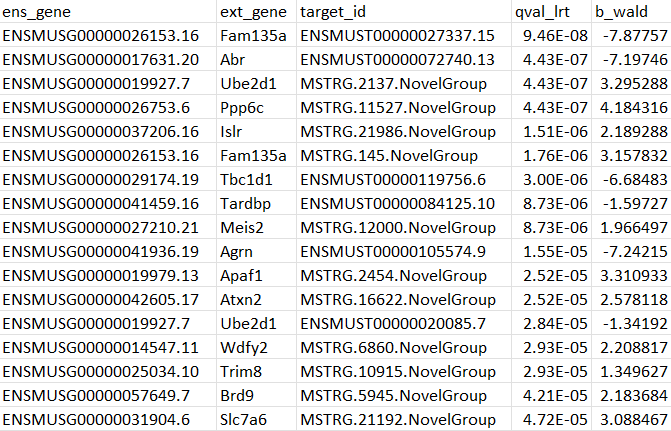 ens_gene ext_gene target_id qval_lrt b_wald
ENSMUSG00000026153.16 Fam135a ENSMUST00000027337.15 9.46E-08 -7.87757
ENSMUSG00000017631.20 Abr ENSMUST00000072740.13 4.43E-07 -7.19746
ENSMUSG00000019927.7 Ube2d1 MSTRG.2137.NovelGroup 4.43E-07 3.295288
ENSMUSG00000026753.6 Ppp6c MSTRG.11527.NovelGroup 4.43E-07 4.184316
ENSMUSG00000037206.16 Islr MSTRG.21986.NovelGroup 1.51E-06 2.189288
ENSMUSG00000026153.16 Fam135a MSTRG.145.NovelGroup 1.76E-06 3.157832
ENSMUSG00000029174.19 Tbc1d1 ENSMUST00000119756.6 3.00E-06 -6.68483
ENSMUSG00000041459.16 Tardbp ENSMUST00000084125.10 8.73E-06 -1.59727
ENSMUSG00000027210.21 Meis2 MSTRG.12000.NovelGroup 8.73E-06 1.966497
ENSMUSG00000041936.19 Agrn ENSMUST00000105574.9 1.55E-05 -7.24215
ENSMUSG00000019979.13 Apaf1 MSTRG.2454.NovelGroup 2.52E-05 3.310933
ENSMUSG00000042605.17 Atxn2 MSTRG.16622.NovelGroup 2.52E-05 2.578118
ENSMUSG00000019927.7 Ube2d1 ENSMUST00000020085.7 2.84E-05 -1.34192
ENSMUSG00000014547.11 Wdfy2 MSTRG.6860.NovelGroup 2.93E-05 2.208817
ENSMUSG00000025034.10 Trim8 MSTRG.10915.NovelGroup 2.93E-05 1.349627
ENSMUSG00000057649.7 Brd9 MSTRG.5945.NovelGroup 4.21E-05 2.183684
ENSMUSG00000031904.6 Slc7a6 MSTRG.21192.NovelGroup 4.72E-05 3.088467